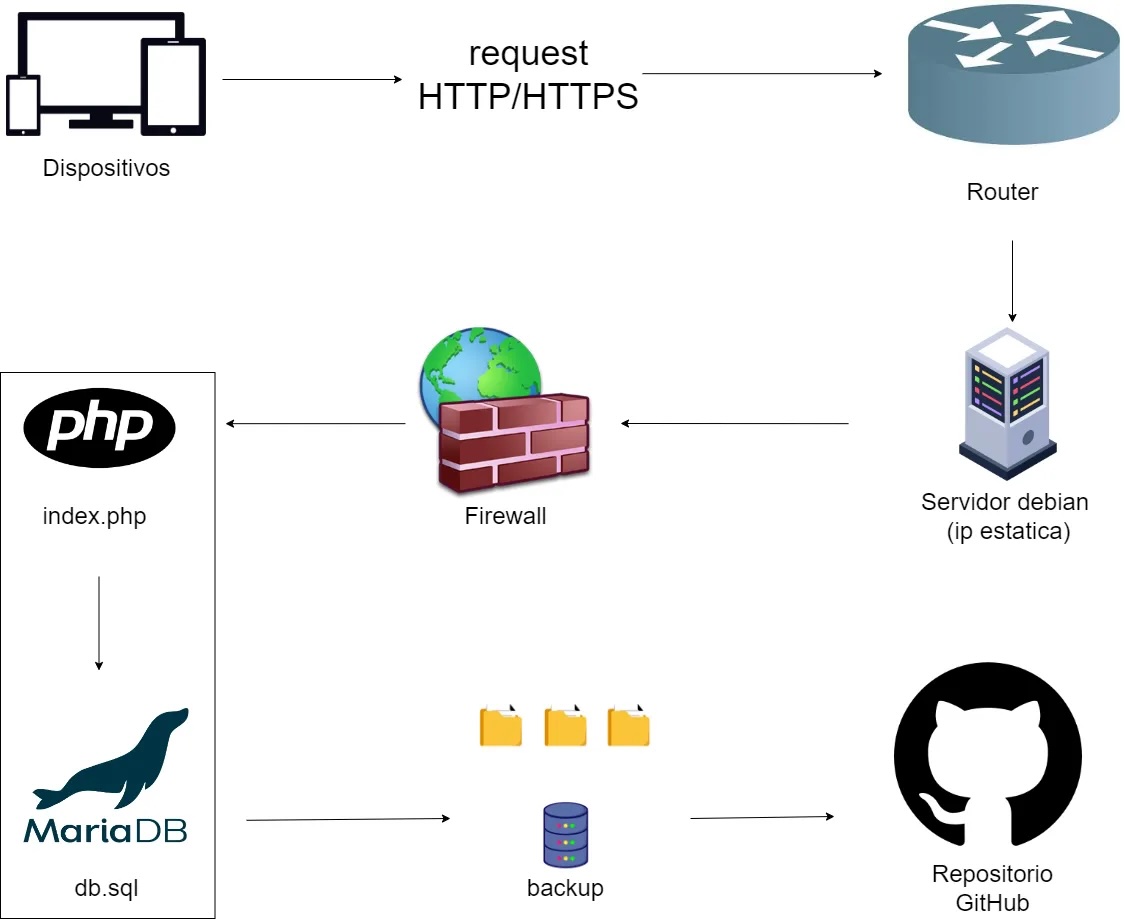 request
HTTP/HTTPS
Dispositivos
Router
php
index.php
Firewall
Servidor debian
(ip estatica)
MariaDB
db.sql
backup
Repositorio
GitHub